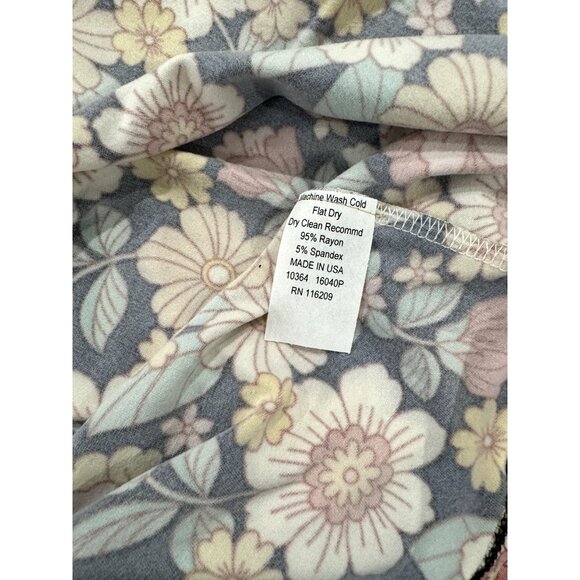 Machine Wash Cold
Flat Dry
Dry Clean Recommd
95% Rayon
5% Spandex
MADE IN USA
10364 16040P
RN 116209